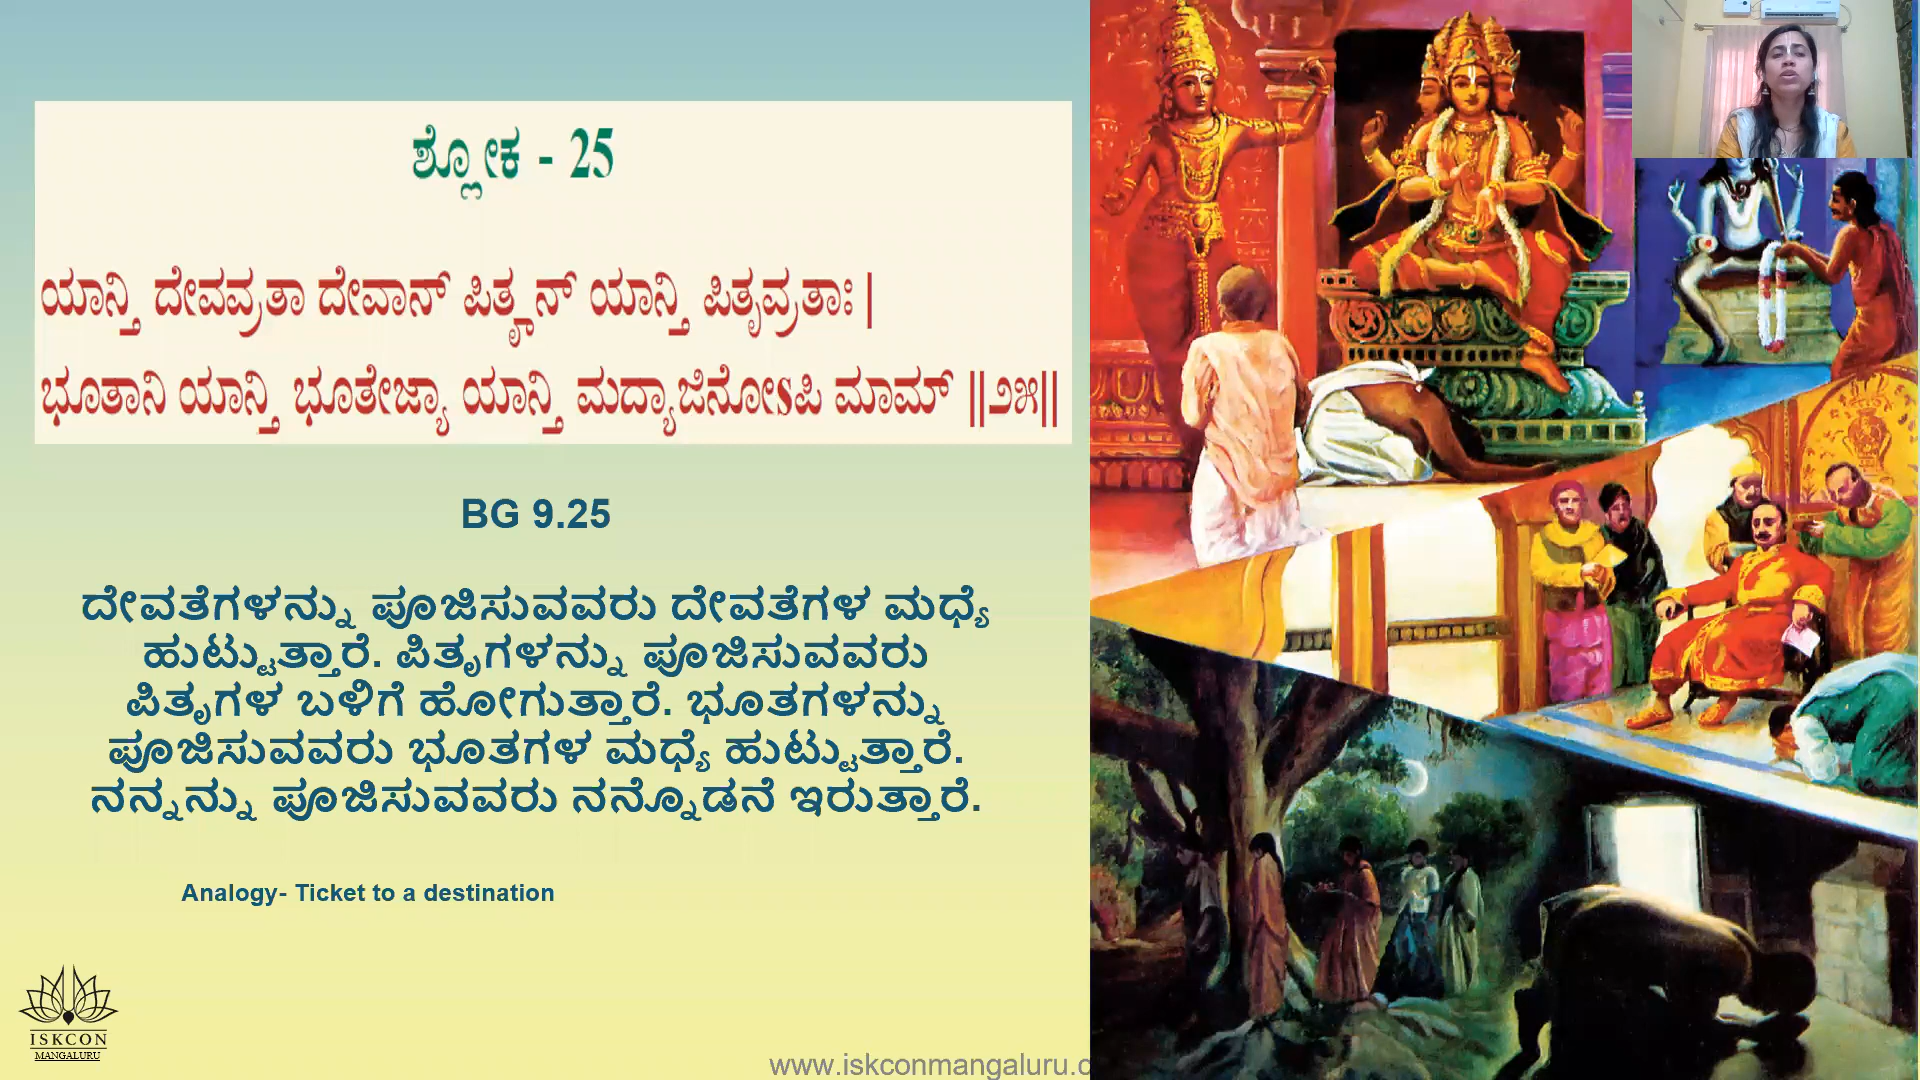 ಶ್ಲೋಕ - 25
ಯಾನ್ತಿ ದೇವವ್ರತಾ ದೇವಾನ್ ಪಿತೄನ್ ಯಾನ್ತಿ ಪಿತೃವ್ರತಾಃ |
ಭೂತಾನಿ ಯಾನ್ತಿ ಭೂತೇಜ್ಯಾ ಯಾನ್ತಿ ಮದ್ಯಾಜಿನೋSಪಿ ಮಾಮ್ ||೨೫||
BG 9.25
ದೇವತೆಗಳನ್ನು ಪೂಜಿಸುವವರು ದೇವತೆಗಳ ಮಧ್ಯೆ
ಹುಟ್ಟುತ್ತಾರೆ. ಪಿತೃಗಳನ್ನು ಪೂಜಿಸುವವರು
ಪಿತೃಗಳ ಬಳಿಗೆ ಹೋಗುತ್ತಾರೆ. ಭೂತಗಳನ್ನು
ಪೂಜಿಸುವವರು ಭೂತಗಳ ಮಧ್ಯೆ ಹುಟ್ಟುತ್ತಾರೆ.
ನನ್ನನ್ನು ಪೂಜಿಸುವವರು ನನ್ನೊಡನೆ ಇರುತ್ತಾರೆ.
Analogy- Ticket to a destination
ISKCON
MANGALURU
www.iskconmangaluru.c